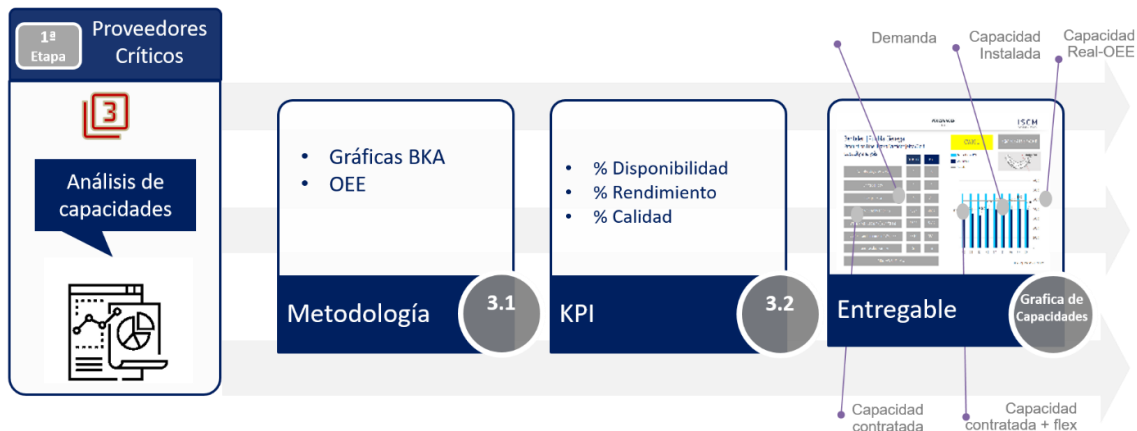 1ª
Etapa
Proveedores
Críticos
3
Análisis de
capacidades
• Gráficas BKA
• OEE
Metodología
3.1
• % Disponibilidad
• % Rendimiento
• % Calidad
KPI
3.2
Demanda
Capacidad
Instalada
Capacidad
Real-OEE
ISCM
Entregable
Grafica de
Capacidades
Capacidad
contratada
Capacidad
contratada + flex